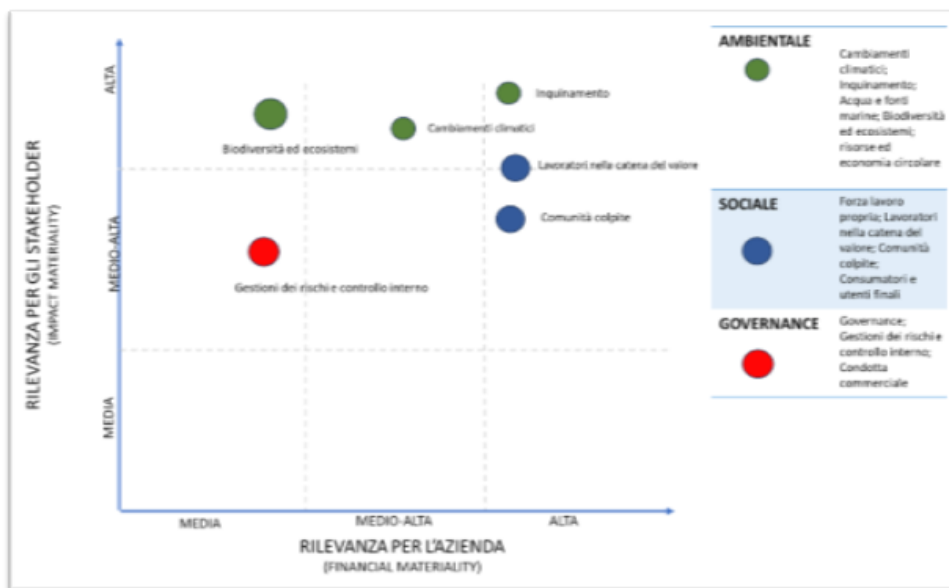 RILEVANZA PER GLI STAKEHOLDER
(IMPACT MATERIALITY)
ALTA
MEDIO-ALTA
MEDIA
Inquinamento
Cambiamenti climatici
Biodiversità ed ecosistemi
Lavoratori nella catena del valore
Comunità colpite
Gestioni dei rischi e controllo interno
MEDIA
MEDIO-ALTA
ALTA
RILEVANZA PER L'AZIENDA
(FINANCIAL MATERIALITY)
AMBIENTALE
Cambiamenti
climatici;
Inquinamento;
Acqua e fonti
marine; Biodiversità
ed ecosistemi;
risorse ed
economia circolare
SOCIALE
Forza lavoro
propria; Lavoratori
nella catena del
valore; Comunità
colpite;
Consumatori e
utenti finali
GOVERNANCE
Governance;
Gestioni dei rischi e
controllo interno;
Condotta
commerciale